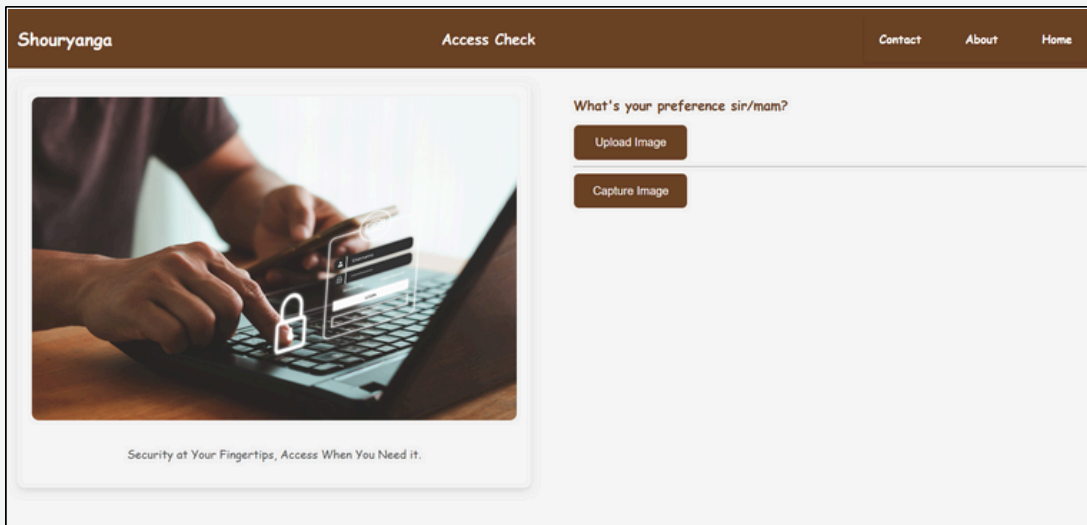 Shouryanga
Access Check
Contact
About
Home
What's your preference sir/mam?
Upload Image
Capture Image
Username
Security at Your Fingertips, Access When You Need it.